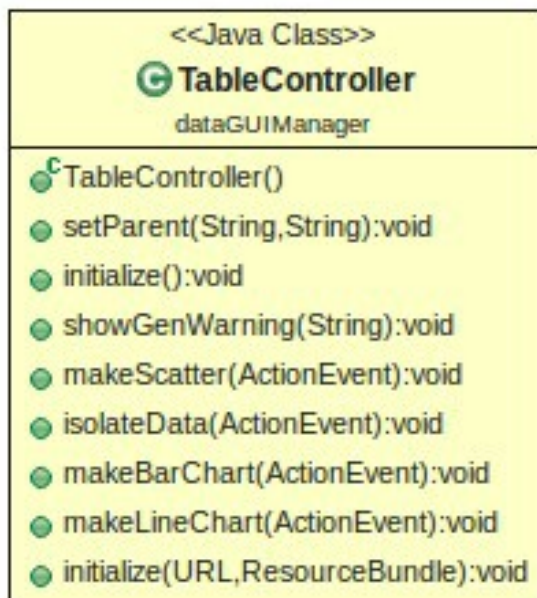 <<Java Class>>
C TableController
dataGUIManager
C TableController()
setParent(String,String):void
initialize():void
showGenWarning(String):void
makeScatter(ActionEvent):void
isolateData(ActionEvent):void
makeBarChart(ActionEvent):void
makeLineChart(ActionEvent):void
initialize(URL,ResourceBundle):void